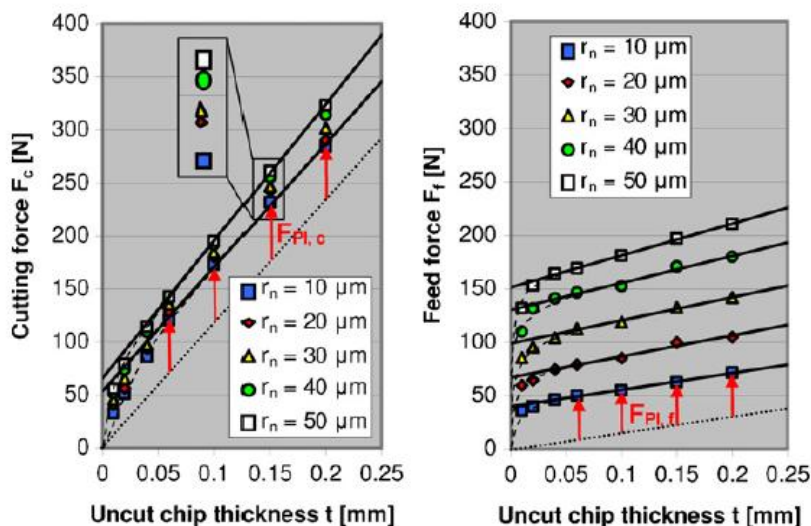 Cutting force F_c [N]
400
350
300
250
200
150
100
50
0
F_Pl, c
r_n = 10 µm
r_n = 20 µm
r_n = 30 µm
r_n = 40 µm
r_n = 50 µm
0 0.05 0.1 0.15 0.2 0.25
Uncut chip thickness t [mm]
Feed force F_f [N]
400
350
300
250
200
150
100
50
0
r_n = 10 µm
r_n = 20 µm
r_n = 30 µm
r_n = 40 µm
r_n = 50 µm
F_Pl, f
0 0.05 0.1 0.15 0.2 0.25
Uncut chip thickness t [mm]